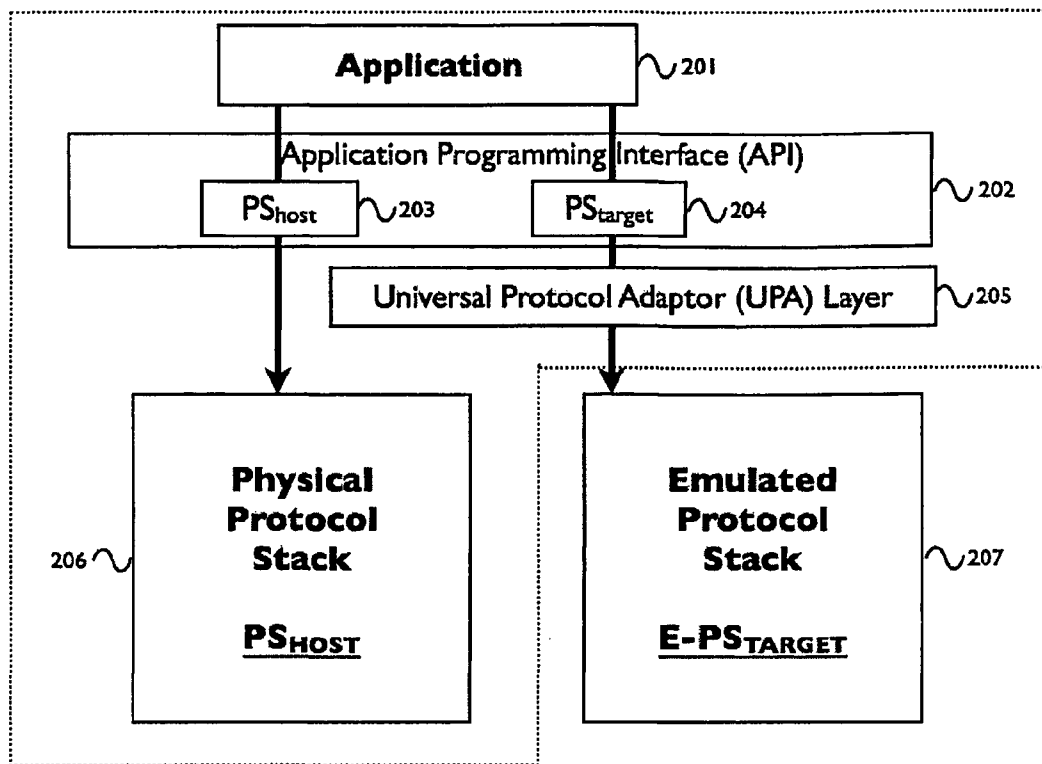 Application
201
Application Programming Interface (API)
202
PShost
203
PStarget
204
Universal Protocol Adaptor (UPA) Layer
205
Physical
Protocol
Stack
PSHOST
206
Emulated
Protocol
Stack
E-PSTARGET
207